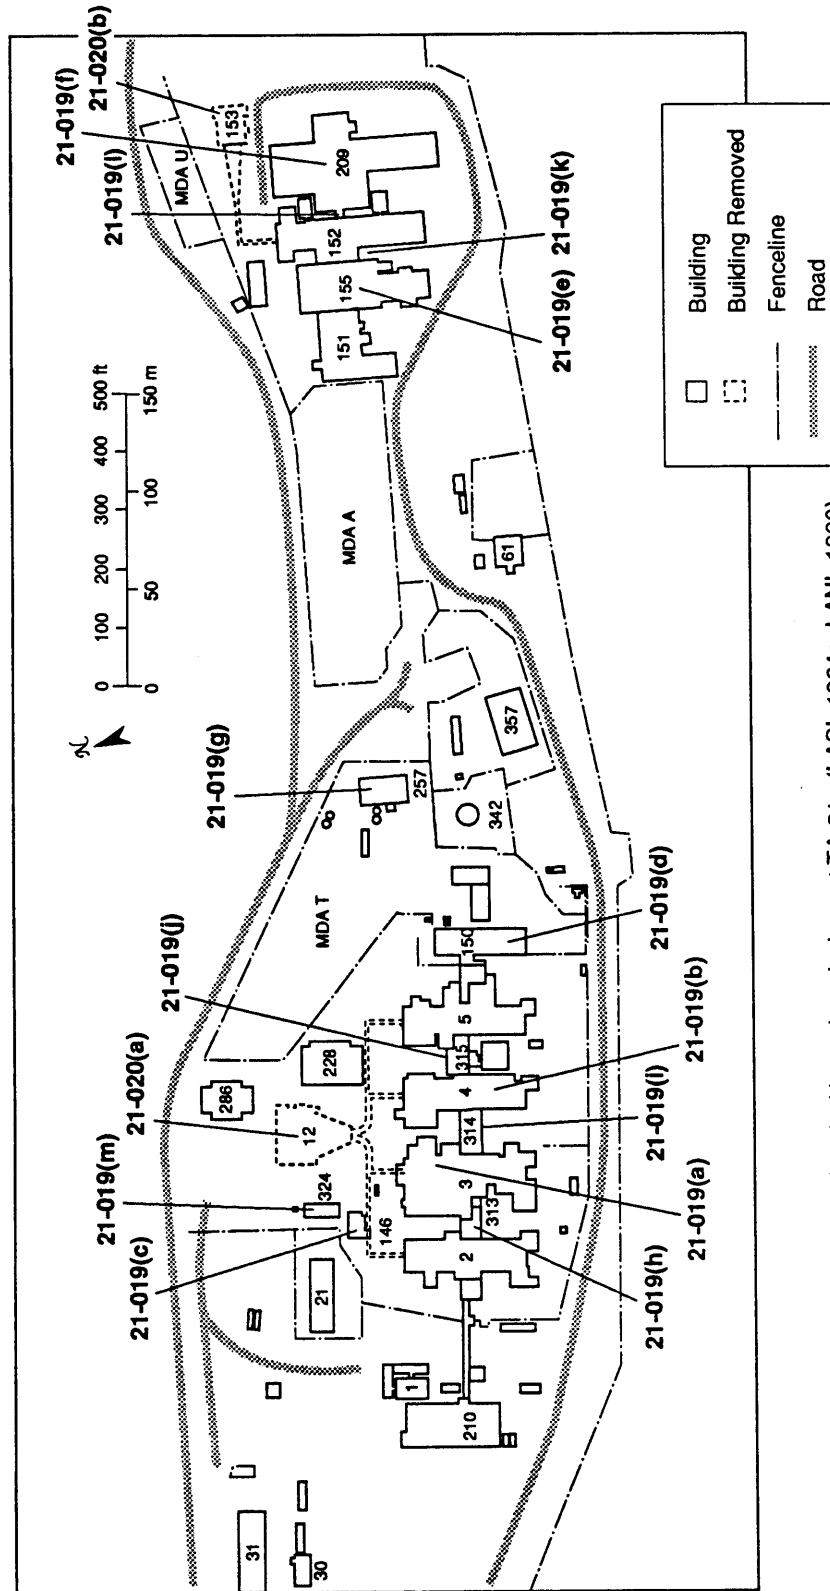 21-019(f)
21-020(b)
21-019(i)
MDA U
153
209
152
155
151
21-019(k)
21-019(e)
0 100 200 300 400 500 ft
0 50 100 150 m
N
MDA A
61
Building
Building Removed
Fenceline
Road
21-019(g)
257
357
342
MDA T
21-019(j)
21-020(a)
21-019(m)
21-019(c)
286
228
12
324
146
150
5
315
4
314
3
313
2
21
1
210
31
30
21-019(d)
21-019(b)
21-019(l)
21-019(a)
21-019(h)